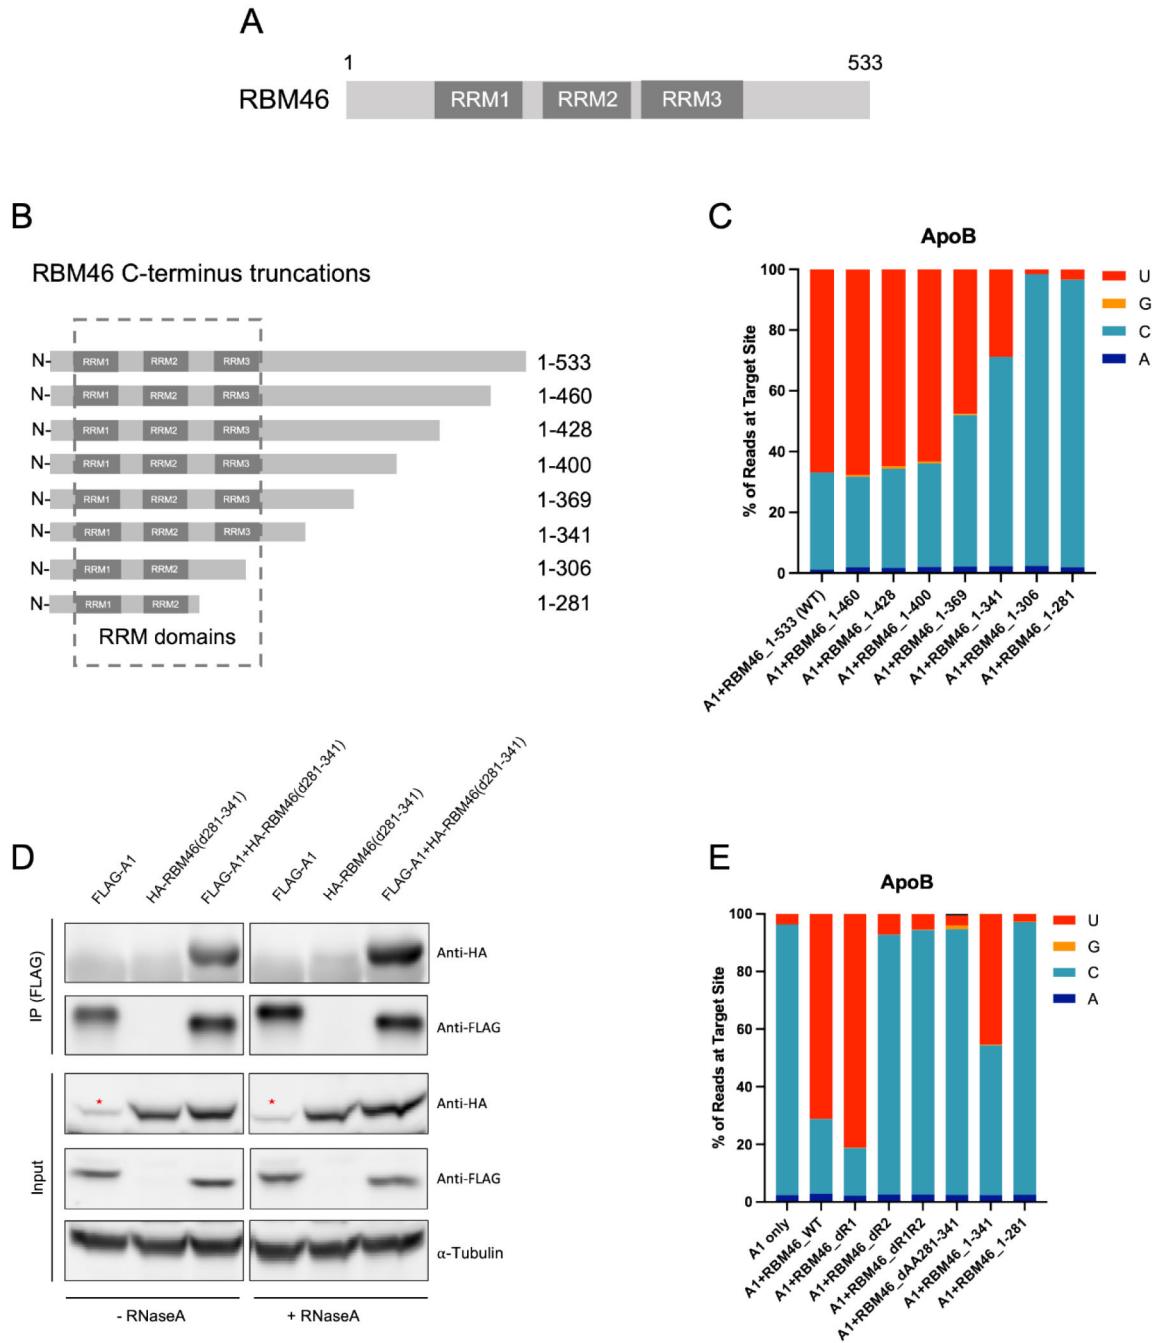 A
1
533
RBM46
RRM1
RRM2
RRM3
B
RBM46 C-terminus truncations
N-
RRM1
RRM2
RRM3
1-533
N-
RRM1
RRM2
RRM3
1-460
N-
RRM1
RRM2
RRM3
1-428
N-
RRM1
RRM2
RRM3
1-400
N-
RRM1
RRM2
RRM3
1-369
N-
RRM1
RRM2
RRM3
1-341
N-
RRM1
RRM2
1-306
N-
RRM1
RRM2
1-281
RRM domains
C
ApoB
% of Reads at Target Site
100
80
60
40
20
0
U
G
C
A
A1+RBM46_1-533 (WT)
A1+RBM46_1-460
A1+RBM46_1-428
A1+RBM46_1-400
A1+RBM46_1-369
A1+RBM46_1-341
A1+RBM46_1-306
A1+RBM46_1-281
D
FLAG-A1
HA-RBM46(d281-341)
FLAG-A1+HA-RBM46(d281-341)
FLAG-A1
HA-RBM46(d281-341)
FLAG-A1+HA-RBM46(d281-341)
IP (FLAG)
Anti-HA
Anti-FLAG
Input
*
*
Anti-HA
Anti-FLAG
α-Tubulin
- RNaseA
+ RNaseA
E
ApoB
% of Reads at Target Site
100
80
60
40
20
0
U
G
C
A
A1 only
A1+RBM46_WT
A1+RBM46_dR1
A1+RBM46_dR2
A1+RBM46_dR1R2
A1+RBM46_dAA281-341
A1+RBM46_1-341
A1+RBM46_1-281